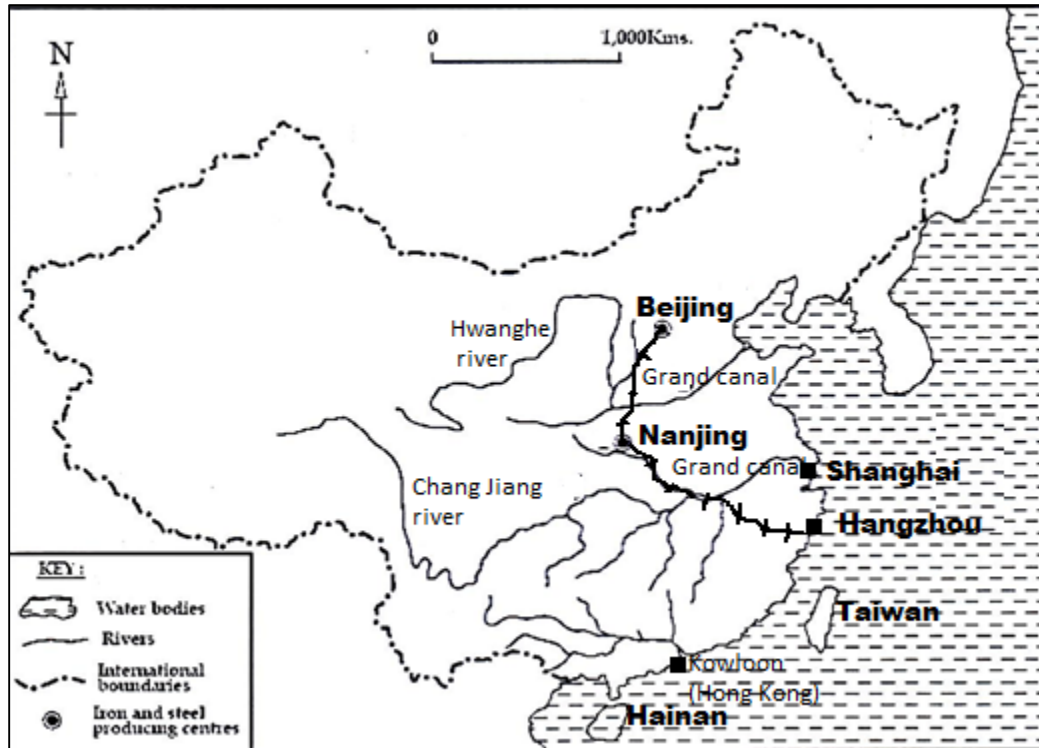 0 1,000Kms.
N
Beijing
Hwanghe
river
Grand canal
Nanjing
Grand canal
Shanghai
Chang Jiang
river
Hangzhou
Taiwan
Kowloon
(Hong Kong)
Hainan
KEY :
Water bodies
Rivers
International
boundaries
Iron and steel
producing centres